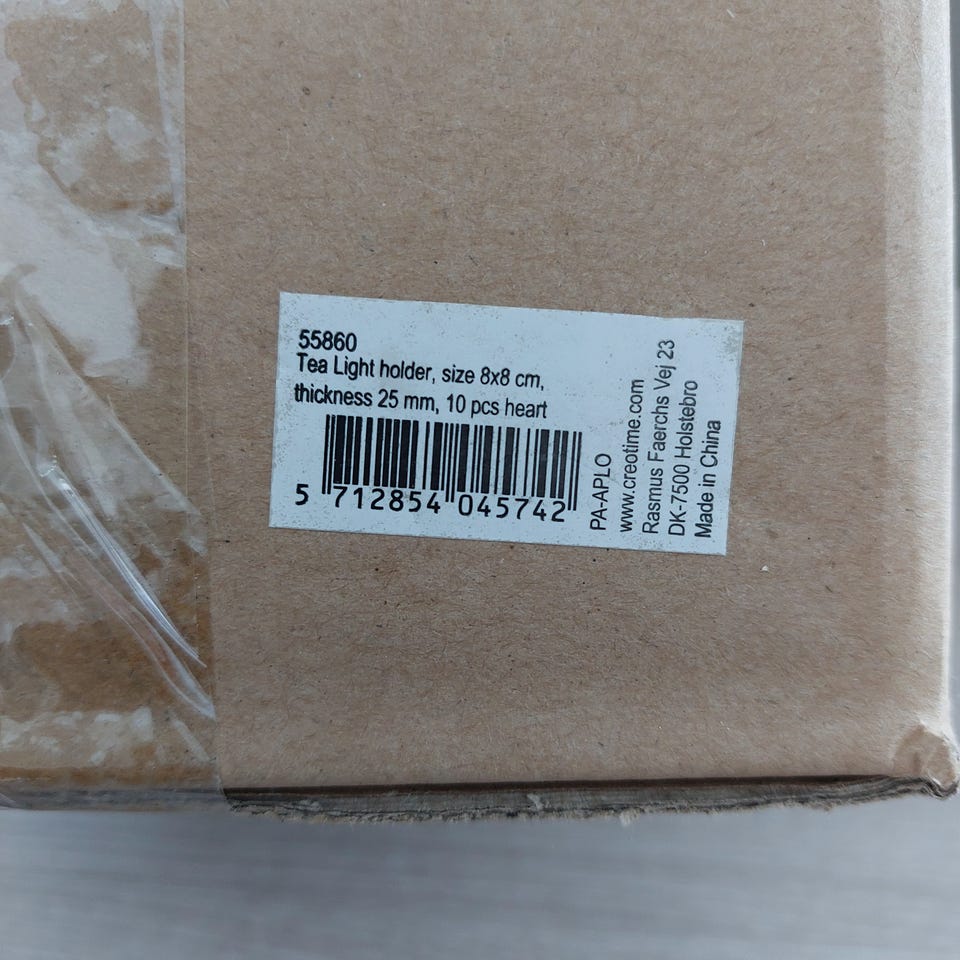 55860
Tea Light holder, size 8x8 cm,
thickness 25 mm, 10 pcs heart
5 712854 045742
PA-APLO
www.creotime.com
Rasmus Faerchs Vej 23
DK-7500 Holstebro
Made in China